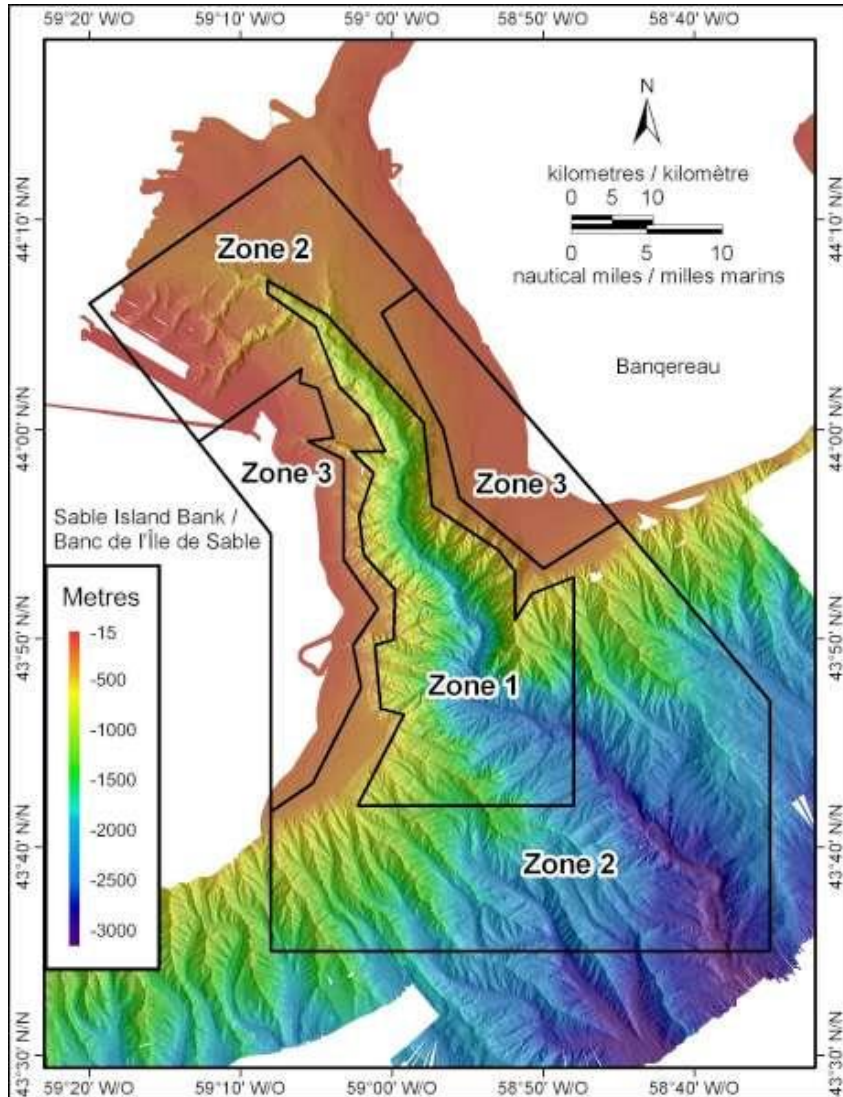 59°20' W/O 59°10' W/O 59°00' W/O 58°50' W/O 58°40' W/O
N
kilometres / kilomètre
0 5 10
0 5 10
nautical miles / milles marins
44°10' N/N
44°10' N/N
Zone 2
Banqereau
44°00' N/N
44°00' N/N
Zone 3
Zone 3
Sable Island Bank /
Banc de l'Île de Sable
Metres
-15
-500
-1000
-1500
-2000
-2500
-3000
43°50' N/N
43°50' N/N
Zone 1
43°40' N/N
43°40' N/N
Zone 2
43°30' N/N
43°30' N/N
59°20' W/O 59°10' W/O 59°00' W/O 58°50' W/O 58°40' W/O